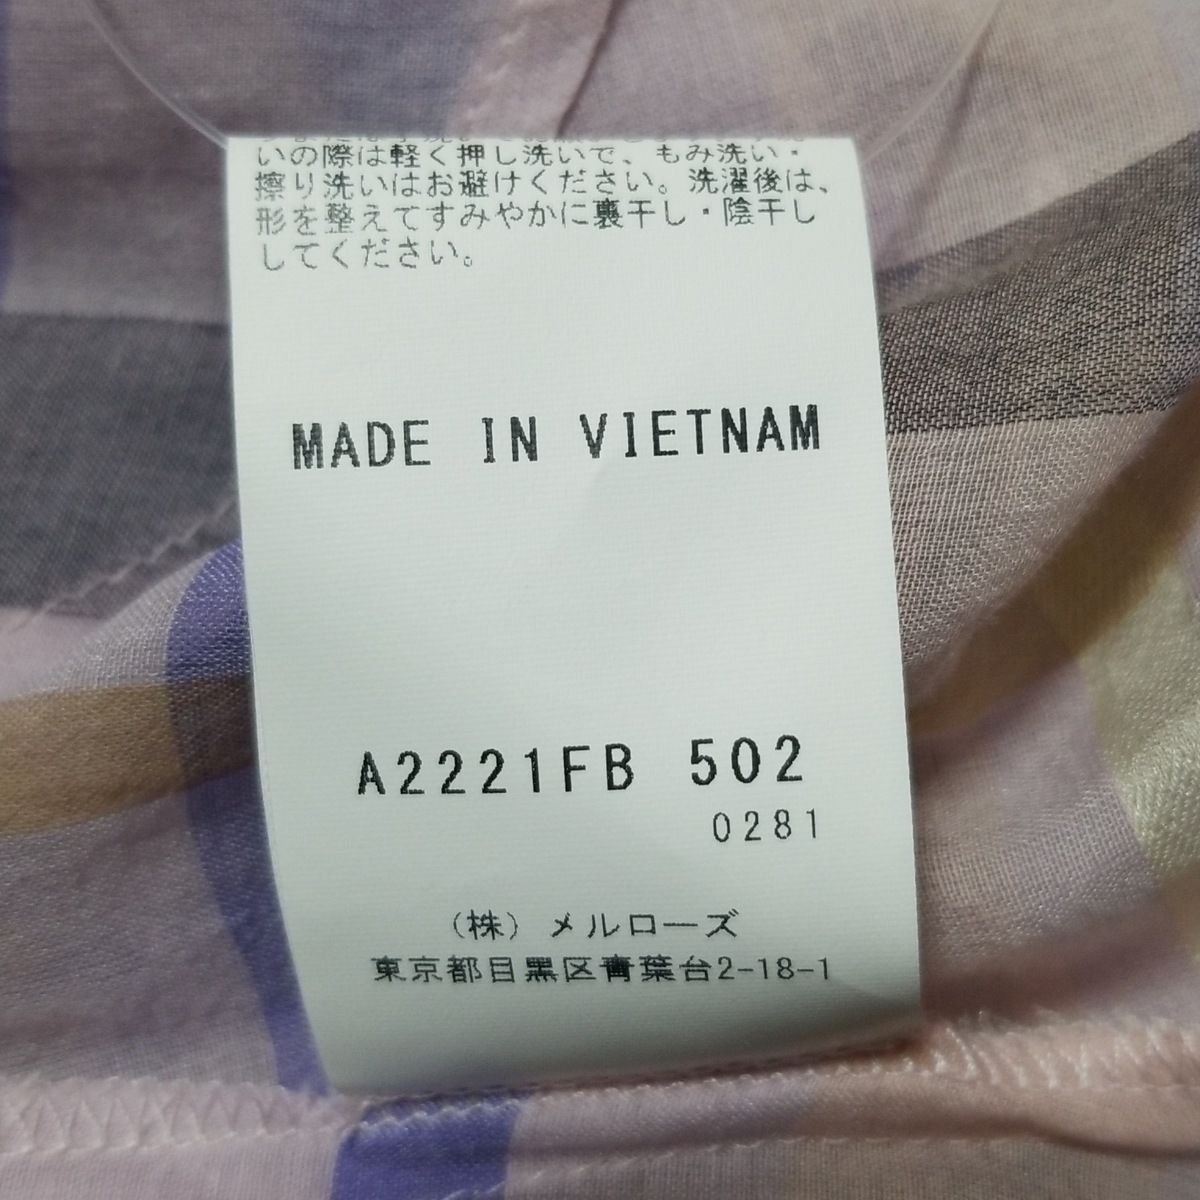 いの際は軽く押し洗いで、もみ洗い・
擦り洗いはお避けください。洗濯後は、
形を整えてすみやかに裏干し・陰干し
してください。
MADE IN VIETNAM
A2221FB 502
0281
(株)メルローズ
東京都目黒区青葉台2-18-1